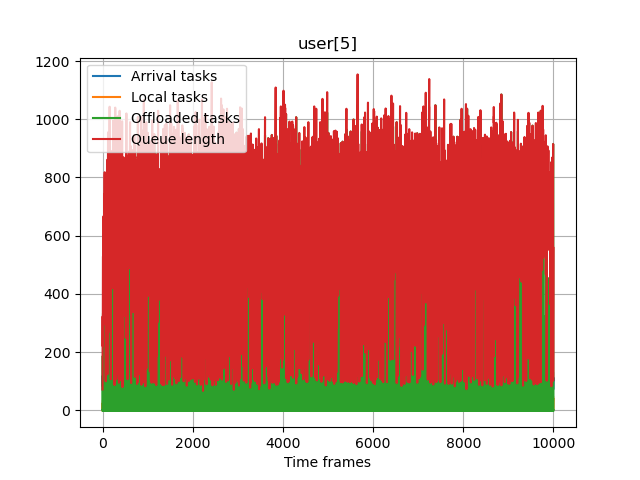 user[5]
1200
1000
800
600
400
200
0
Arrival tasks
Local tasks
Offloaded tasks
Queue length
0 2000 4000 6000 8000 10000
Time frames